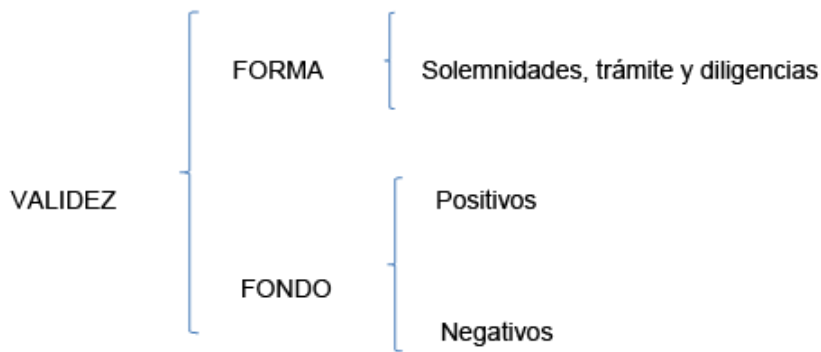 FORMA
Solemnidades, trámite y diligencias
VALIDEZ
Positivos
FONDO
Negativos